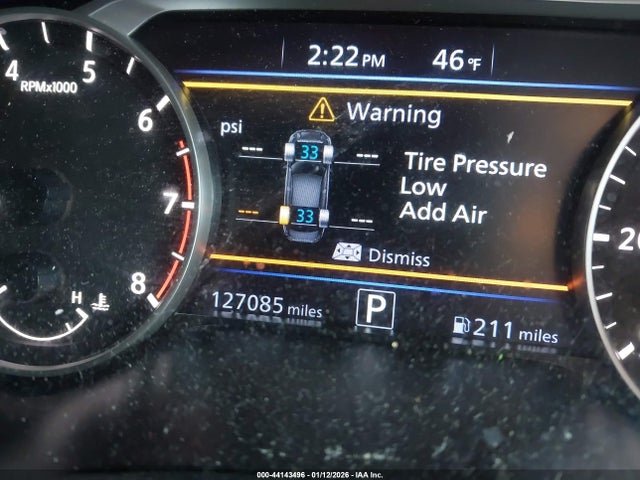 2:22 PM 46 °F
4 5 6 7 8
RPMx1000
Warning
psi
--- 33 ---
Tire Pressure
Low
Add Air
--- 33 ---
Dismiss
H
127085 miles P 211 miles
20
000-44143496 - 01/12/2026 - IAA Inc.